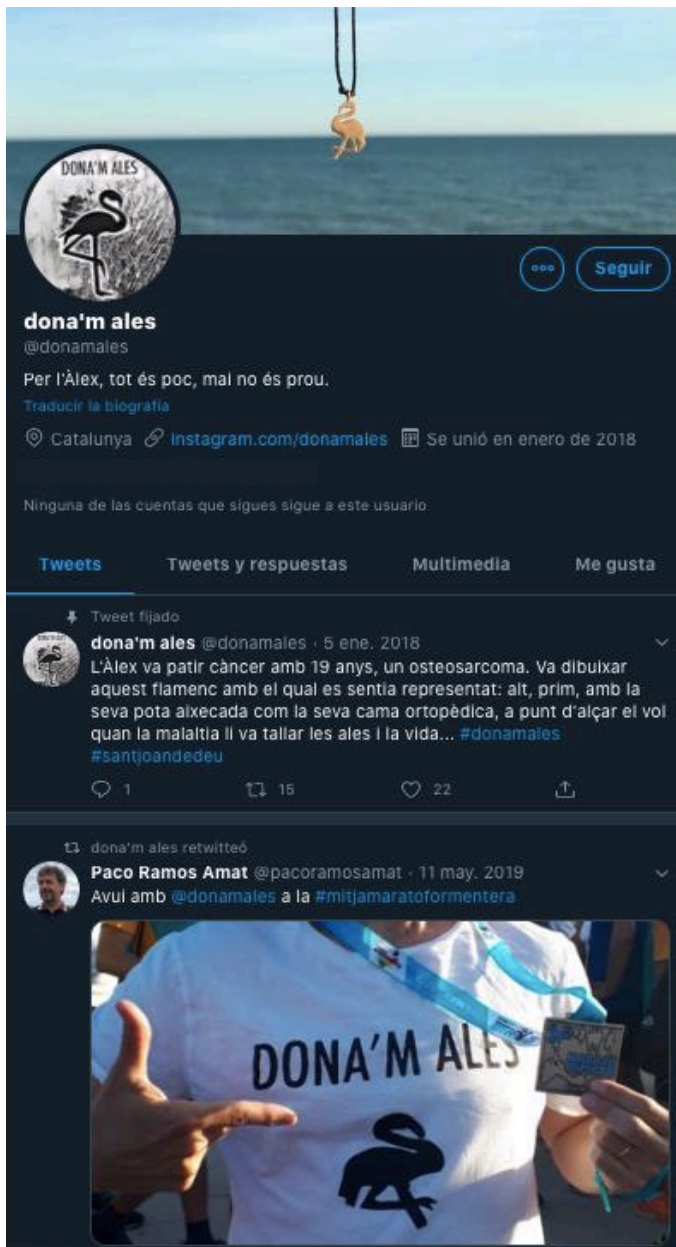 DONA'M ALES
Seguir
dona'm ales
@donamales
Per l'Àlex, tot és poc, mai no és prou.
Traducir la biografía
Catalunya instagram.com/donamales Se unió en enero de 2018
Ninguna de las cuentas que sigues sigue a este usuario
Tweets Tweets y respuestas Multimedia Me gusta
Tweet fijado
dona'm ales @donamales · 5 ene. 2018
L'Àlex va patir càncer amb 19 anys, un osteosarcoma. Va dibuixar
aquest flamenc amb el qual es sentia representat: alt, prim, amb la
seva pota aixecada com la seva cama ortopèdica, a punt d'alçar el vol
quan la malaltia li va tallar les ales i la vida... #donamales
#santjoandedeu
1 15 22
dona'm ales retwitteó
Paco Ramos Amat @pacoramosamat · 11 may. 2019
Avui amb @donamales a la #mitjamaratoformentera
DONA'M ALES